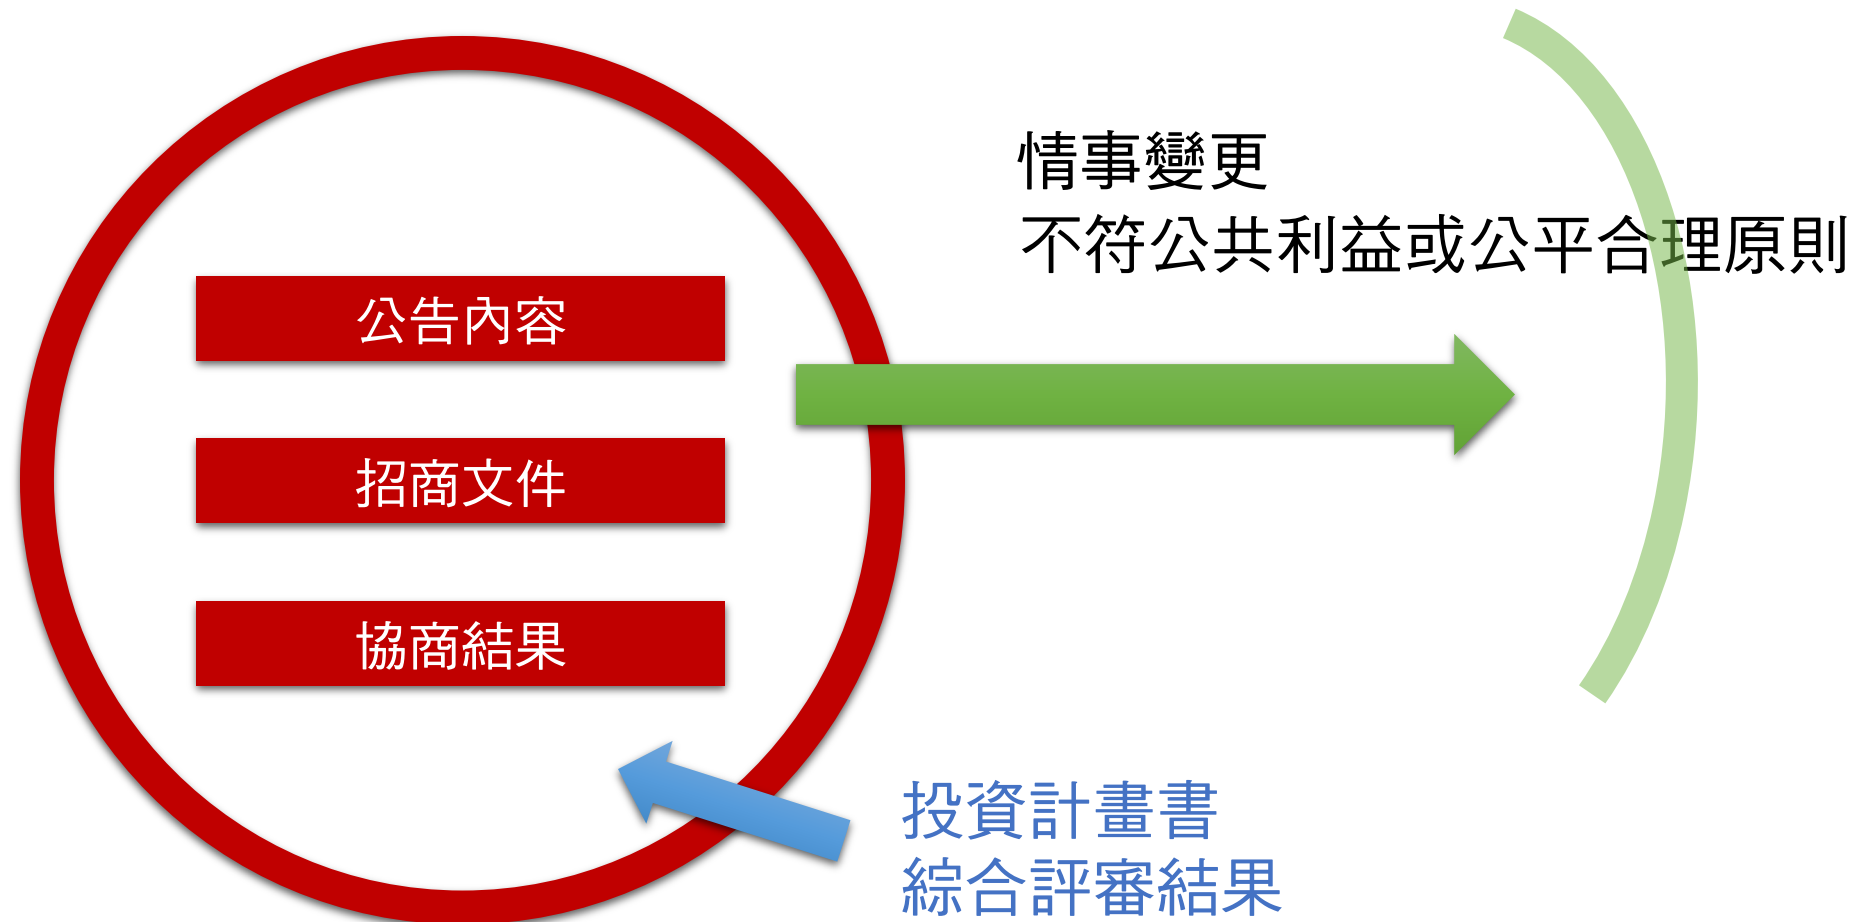 情事變更
不符公共利益或公平合理原則
公告內容
招商文件
協商結果
投資計畫書
綜合評審結果